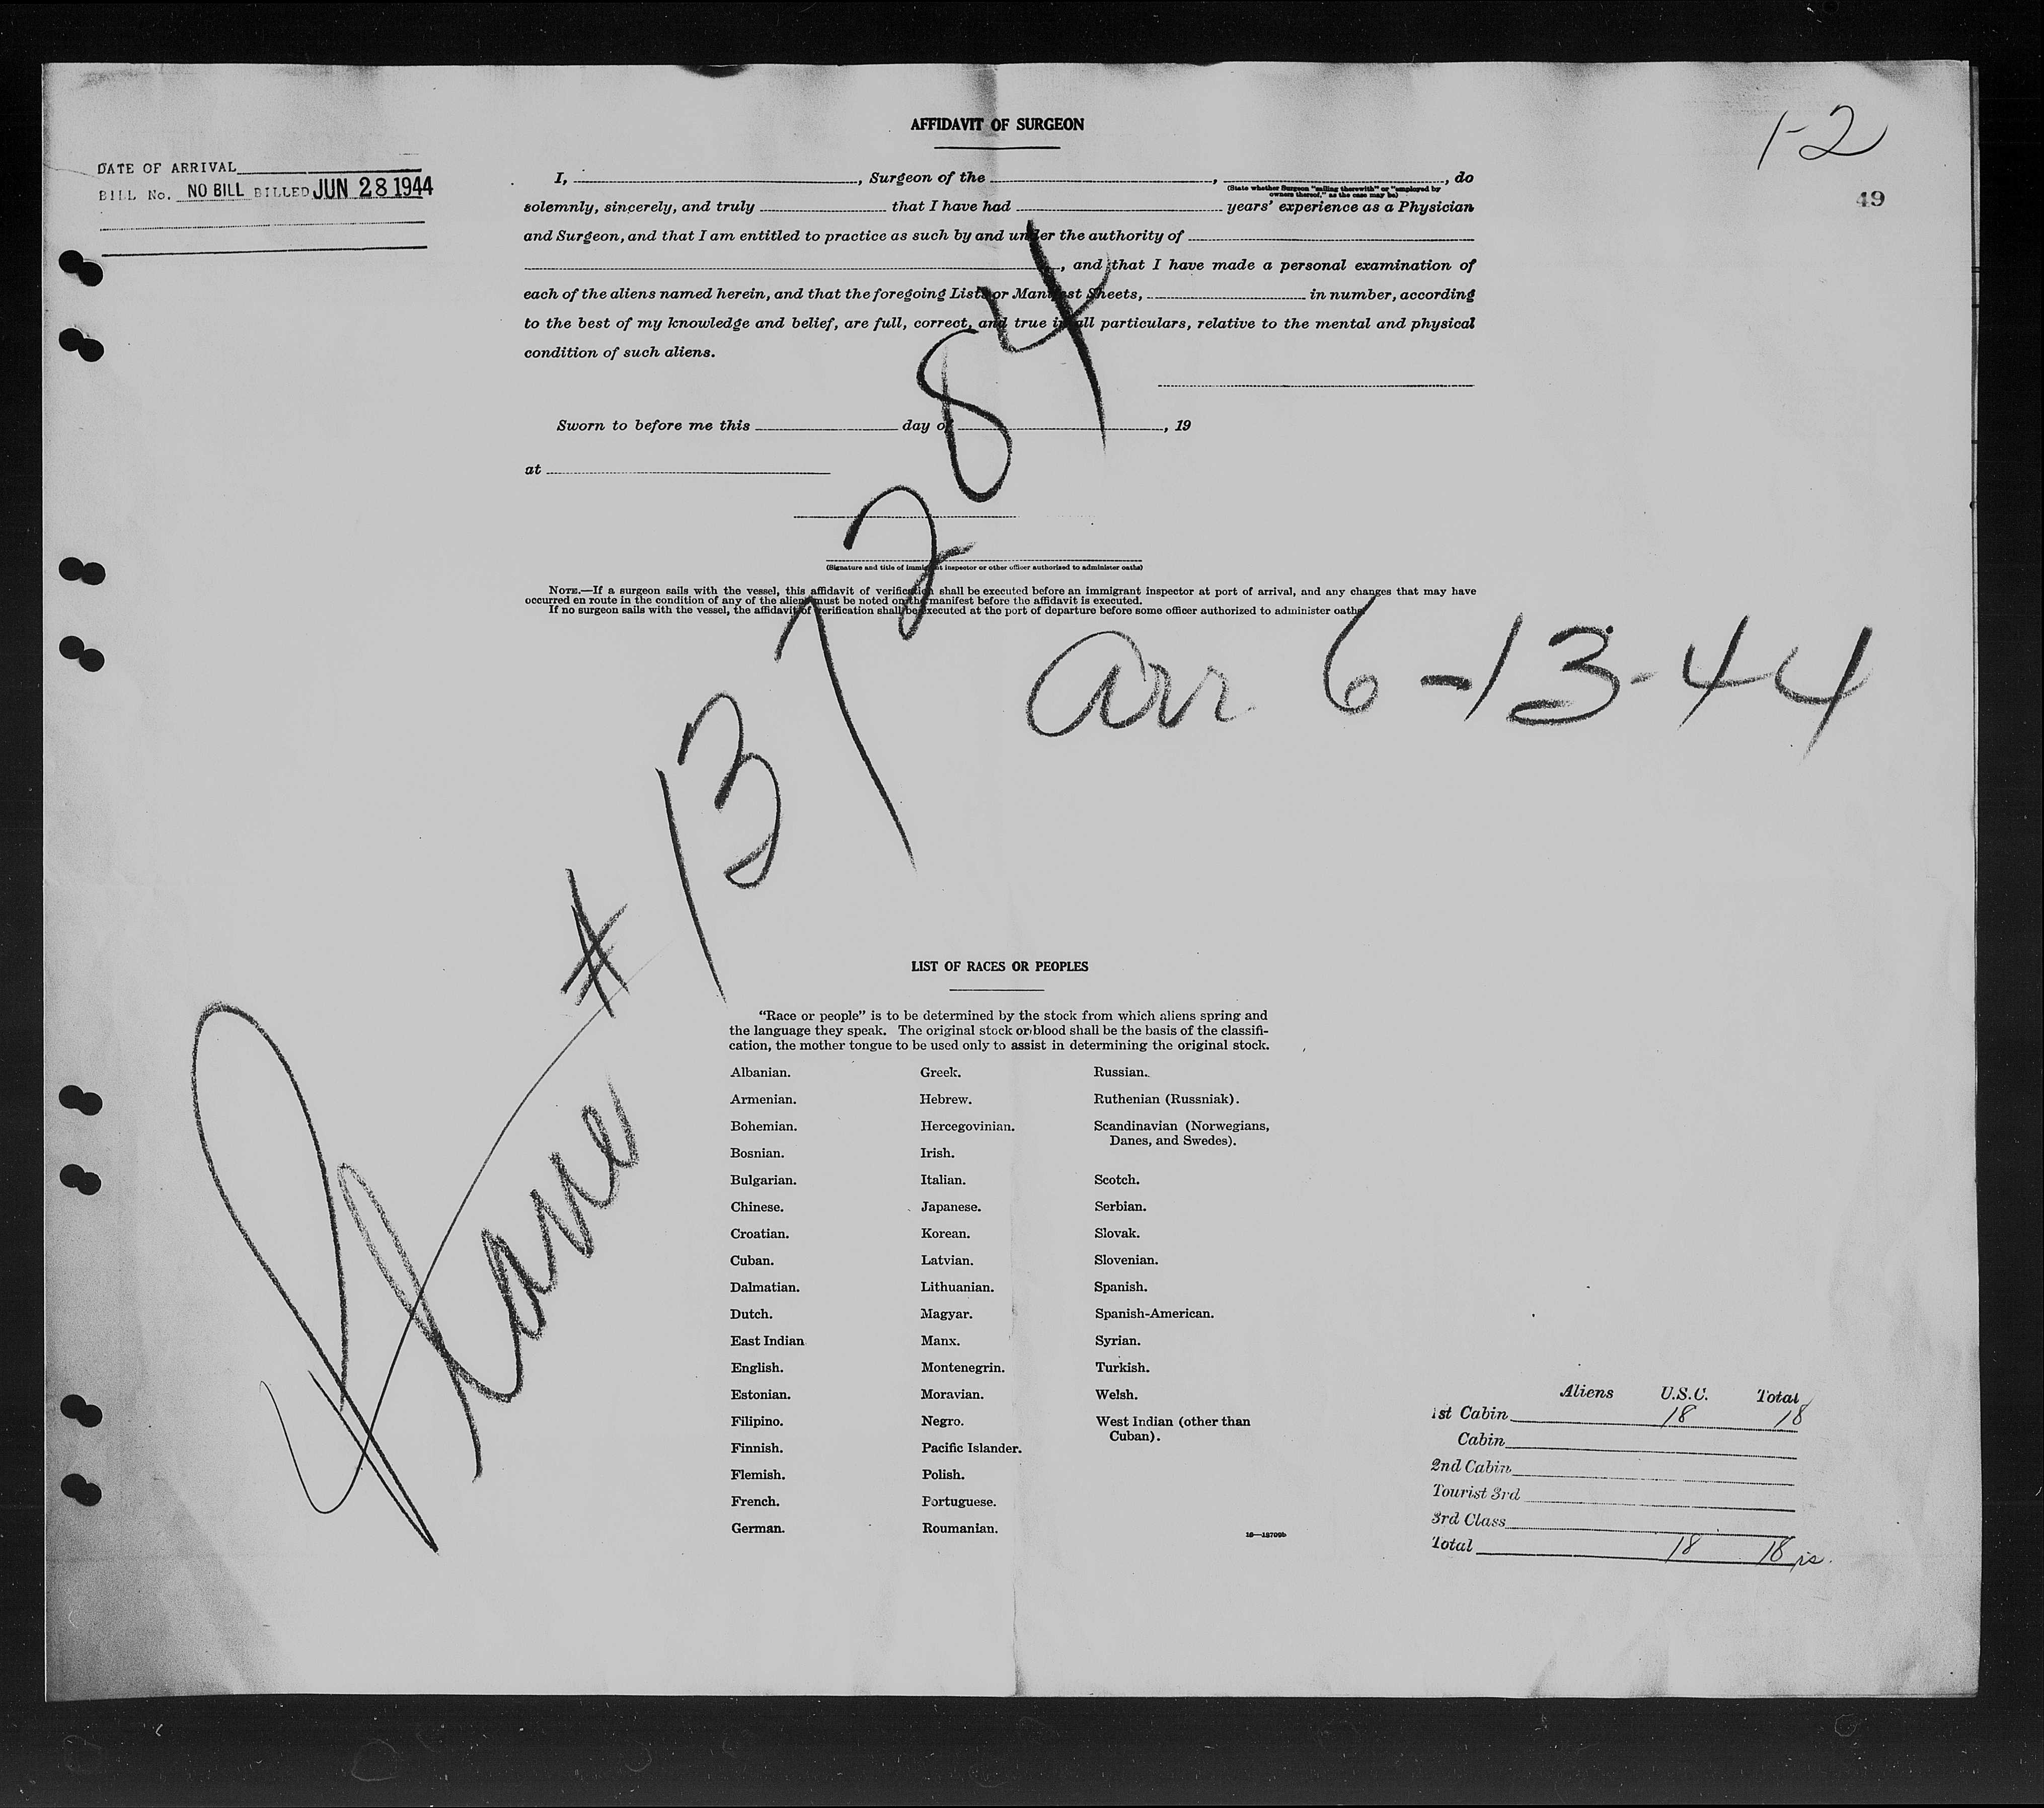 AFFIDAVIT OF SURGEON
1-2
49
DATE OF ARRIVAL
BILL No. NO BILL BILLED JUN 28 1944
I, , Surgeon of the , , do
(State whether Surgeon "sailing therewith" or "employed by
owners thereof," as the case may be)
solemnly, sincerely, and truly that I have had years' experience as a Physician
and Surgeon, and that I am entitled to practice as such by and under the authority of
, and that I have made a personal examination of
each of the aliens named herein, and that the foregoing Lists or Manifest Sheets, in number, according
to the best of my knowledge and belief, are full, correct, and true in all particulars, relative to the mental and physical
condition of such aliens.
Sworn to before me this day of , 19
at
(Signature and title of immigrant inspector or other officer authorized to administer oaths)
NOTE.—If a surgeon sails with the vessel, this affidavit of verification shall be executed before an immigrant inspector at port of arrival, and any changes that may have
occurred en route in the condition of any of the aliens must be noted on the manifest before the affidavit is executed.
If no surgeon sails with the vessel, the affidavit of verification shall be executed at the port of departure before some officer authorized to administer oaths.
Plane # 137284
arr 6-13-44
LIST OF RACES OR PEOPLES
"Race or people" is to be determined by the stock from which aliens spring and
the language they speak. The original stock or blood shall be the basis of the classifi-
cation, the mother tongue to be used only to assist in determining the original stock.
Albanian.
Armenian.
Bohemian.
Bosnian.
Bulgarian.
Chinese.
Croatian.
Cuban.
Dalmatian.
Dutch.
East Indian
English.
Estonian.
Filipino.
Finnish.
Flemish.
French.
German.
Greek.
Hebrew.
Hercegovinian.
Irish.
Italian.
Japanese.
Korean.
Latvian.
Lithuanian.
Magyar.
Manx.
Montenegrin.
Moravian.
Negro.
Pacific Islander.
Polish.
Portuguese.
Roumanian.
Russian.
Ruthenian (Russniak).
Scandinavian (Norwegians,
Danes, and Swedes).
Scotch.
Serbian.
Slovak.
Slovenian.
Spanish.
Spanish-American.
Syrian.
Turkish.
Welsh.
West Indian (other than
Cuban).
16—18709b
Aliens U.S.C. Total
1st Cabin 18 18
Cabin
2nd Cabin
Tourist 3rd
3rd Class
Total 18 18